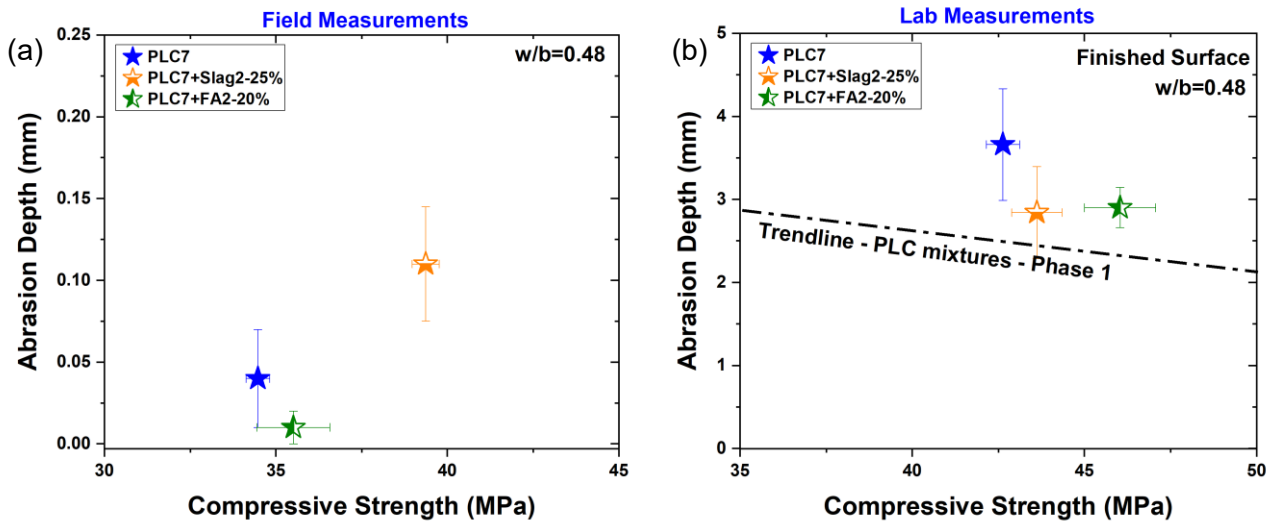 Field Measurements
(a)
0.25
0.20
0.15
0.10
0.05
0.00
Abrasion Depth (mm)
PLC7
PLC7+Slag2-25%
PLC7+FA2-20%
w/b=0.48
30
35
40
45
Compressive Strength (MPa)
Lab Measurements
(b)
5
4
3
2
1
0
Abrasion Depth (mm)
PLC7
PLC7+Slag2-25%
PLC7+FA2-20%
Finished Surface
w/b=0.48
Trendline - PLC mixtures - Phase 1
35
40
45
50
Compressive Strength (MPa)